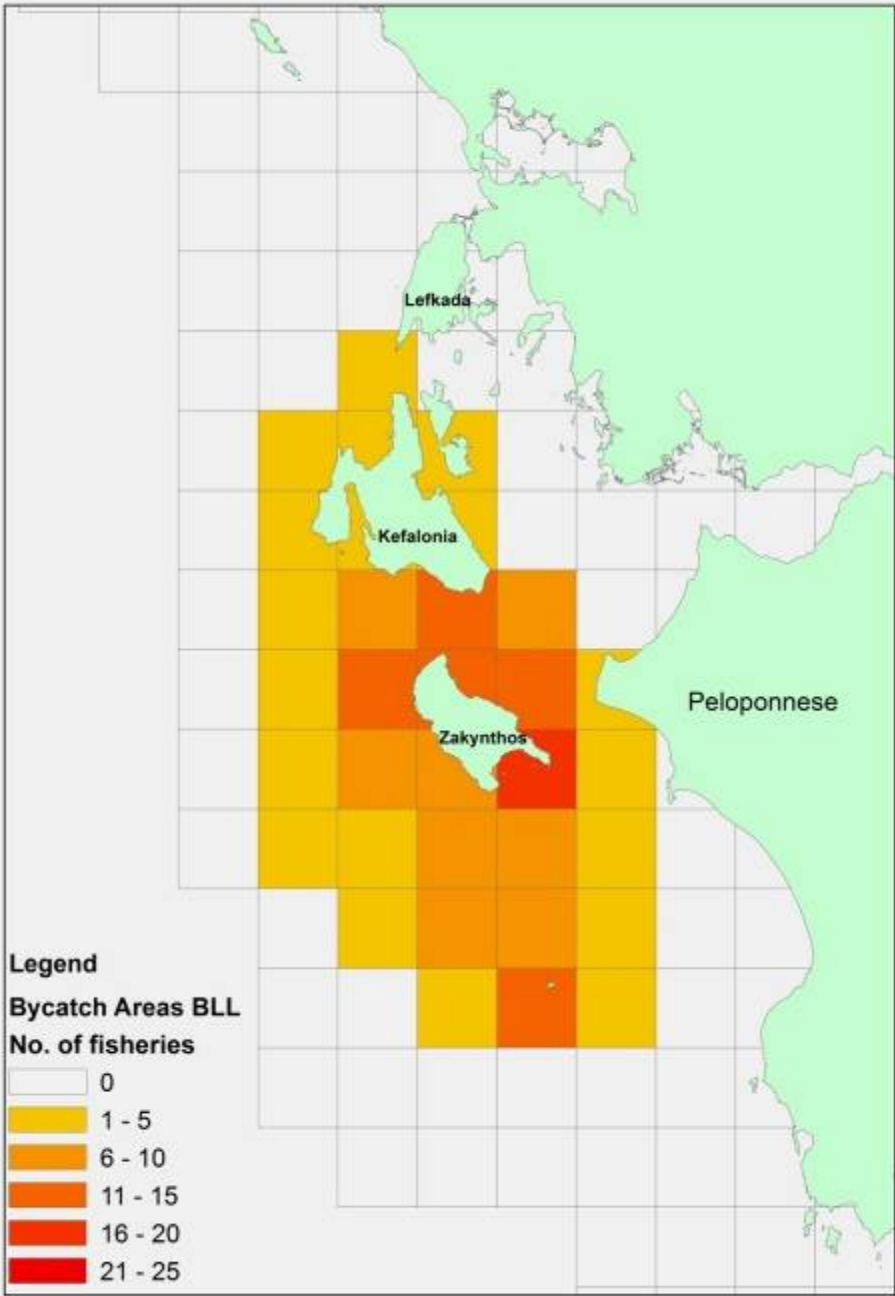 Lefkada
Kefalonia
Peloponnese
Zakynthos
Legend
Bycatch Areas BLL
No. of fisheries
0
1 - 5
6 - 10
11 - 15
16 - 20
21 - 25